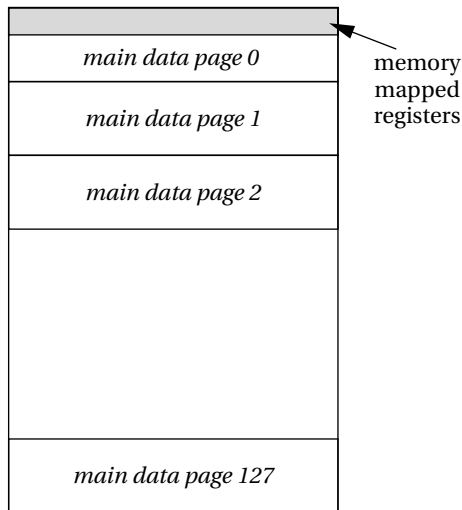 main data page 0
memory
mapped
registers
main data page 1
main data page 2
main data page 127